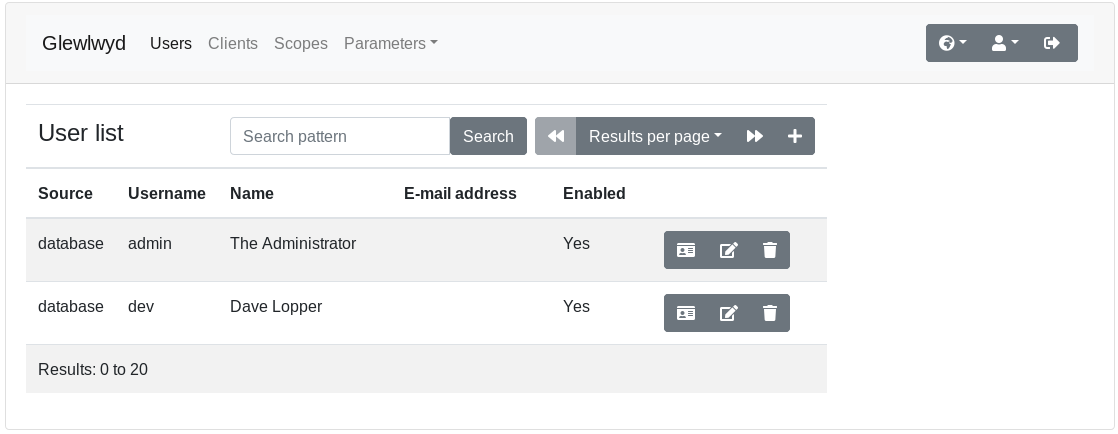 Glewlwyd Users Clients Scopes Parameters
User list Search pattern Search Results per page
Source Username Name E-mail address Enabled
database admin The Administrator Yes
database dev Dave Lopper Yes
Results: 0 to 20